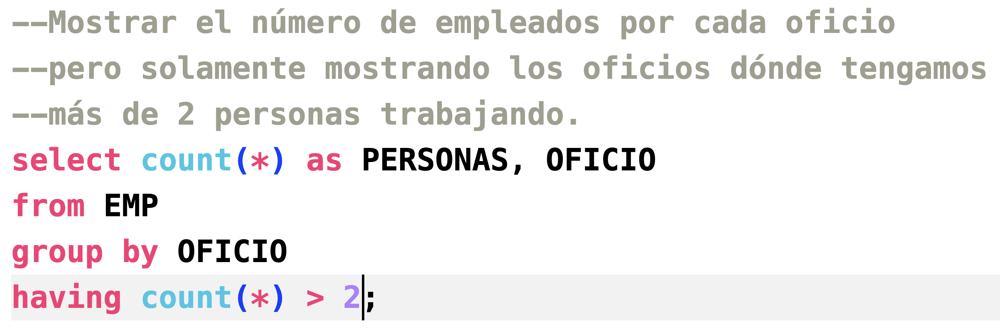 --Mostrar el número de empleados por cada oficio
--pero solamente mostrando los oficios dónde tengamos
--más de 2 personas trabajando.
select count(*) as PERSONAS, OFICIO
from EMP
group by OFICIO
having count(*) > 2;